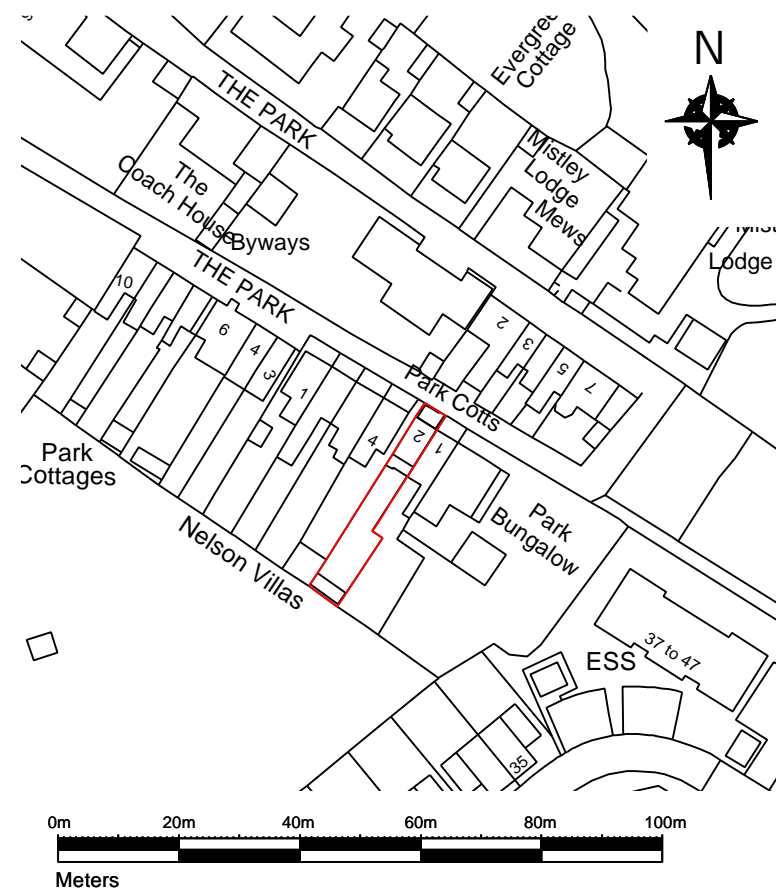 Evergree
Cottage
N
THE PARK
Mistley
Lodge
Mews
The
Coach House
Byways
Lodge
THE PARK
10
6
4
3
1
4
2
1
2
3
5
7
Park Cotts
Park
Cottages
Park
Bungalow
Nelson Villas
37 to 47
ESS
35
0m 20m 40m 60m 80m 100m
Meters